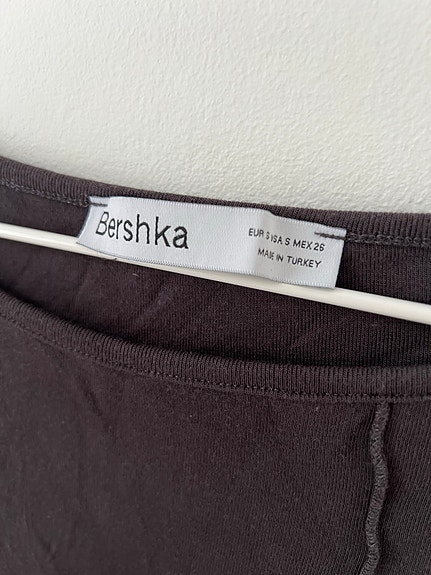 Bershka
EUR S USA S MEX 26
MADE IN TURKEY